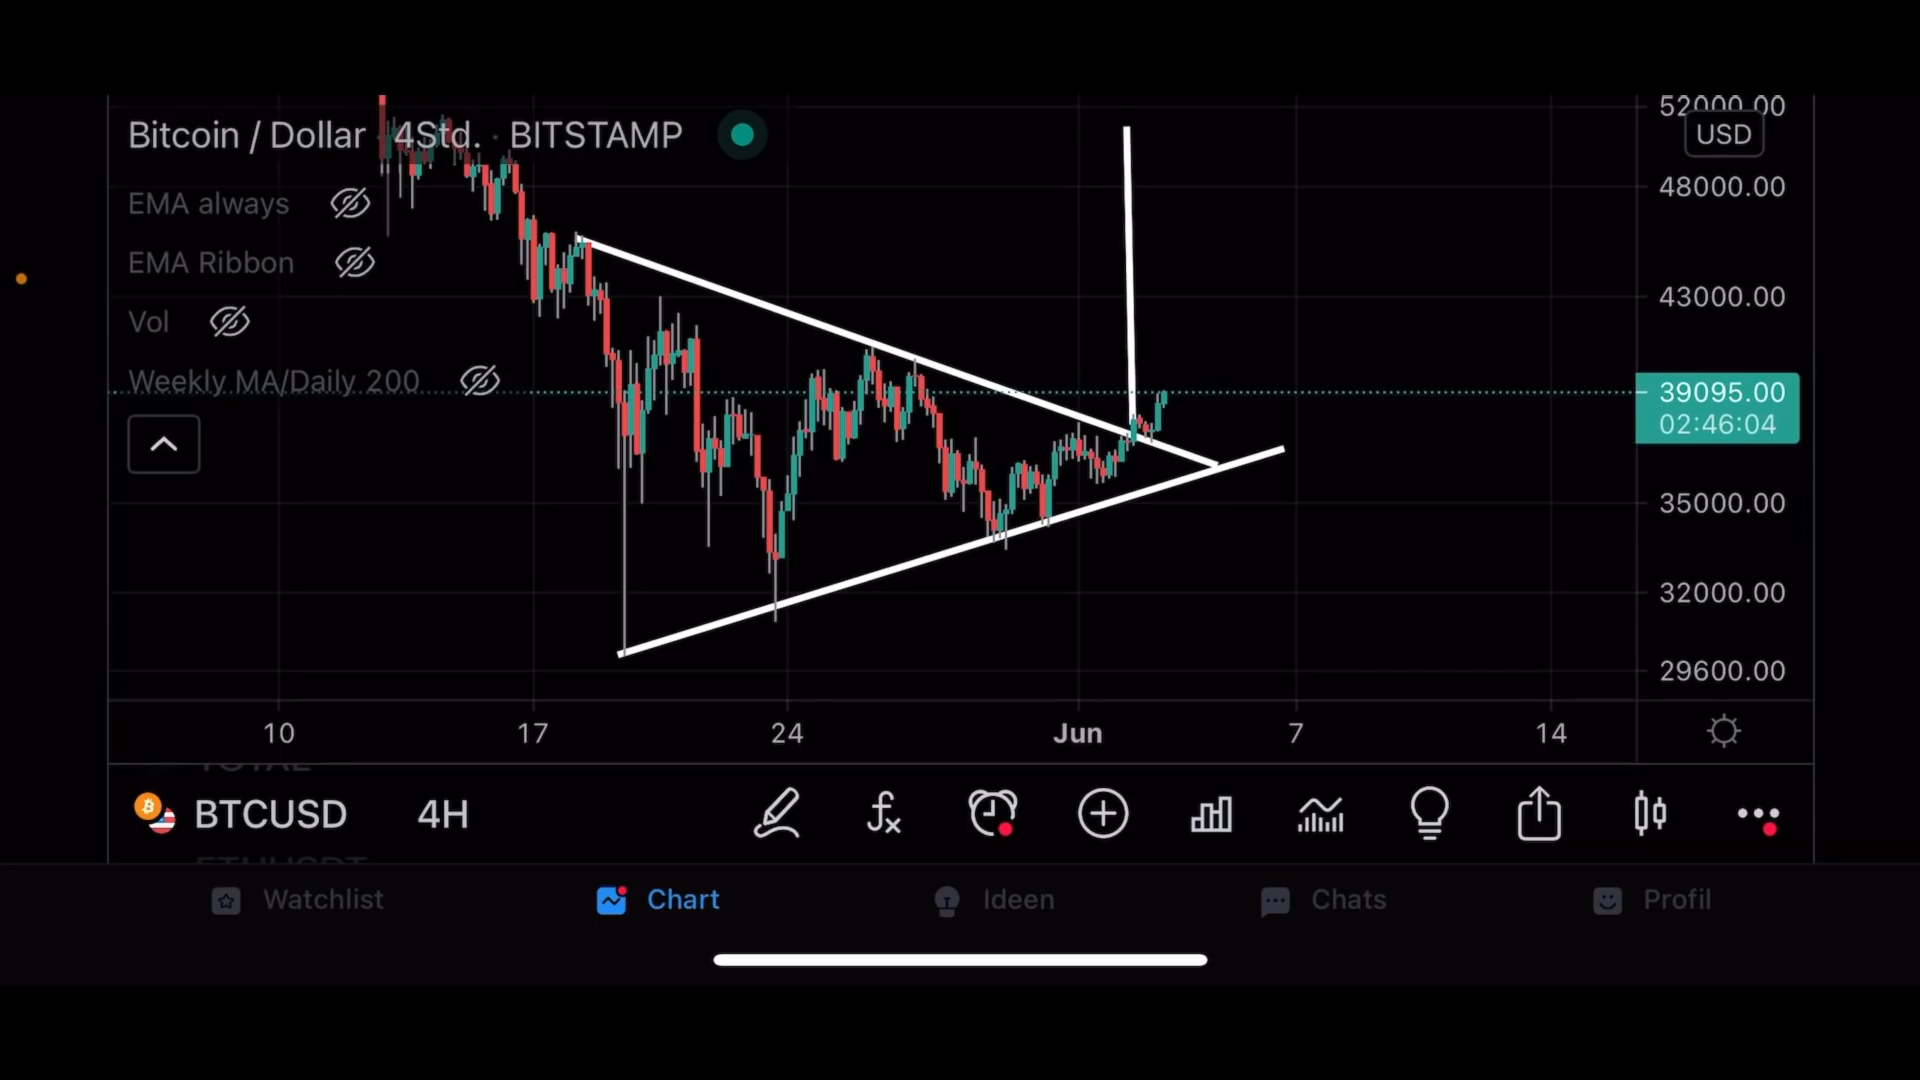 52000.00
Bitcoin / Dollar · 4Std. · BITSTAMP
USD
48000.00
EMA always
EMA Ribbon
43000.00
Vol
Weekly MA/Daily 200
39095.00
02:46:04
35000.00
32000.00
29600.00
10 17 24 Jun 7 14
TOTAL
BTCUSD 4H
ETHUSDT
Watchlist Chart Ideen Chats Profil